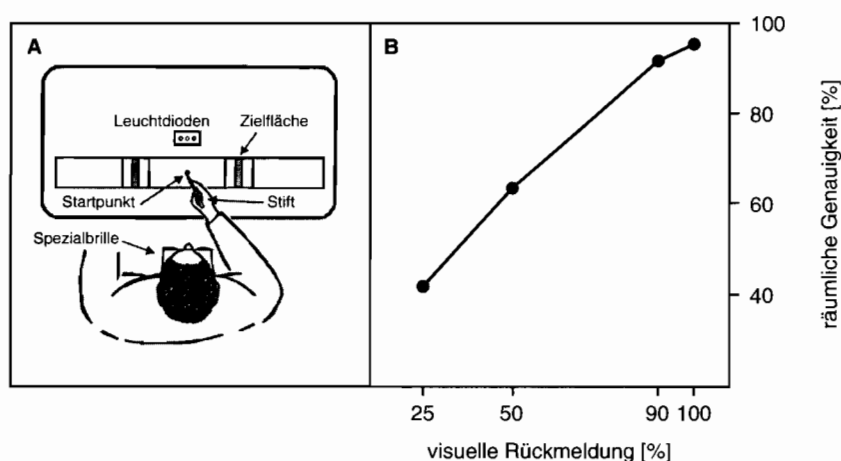 A
Leuchtdioden
Zielfläche
Startpunkt
Stift
Spezialbrille
B
100
80
60
40
räumliche Genauigkeit [%]
25 50 90 100
visuelle Rückmeldung [%]